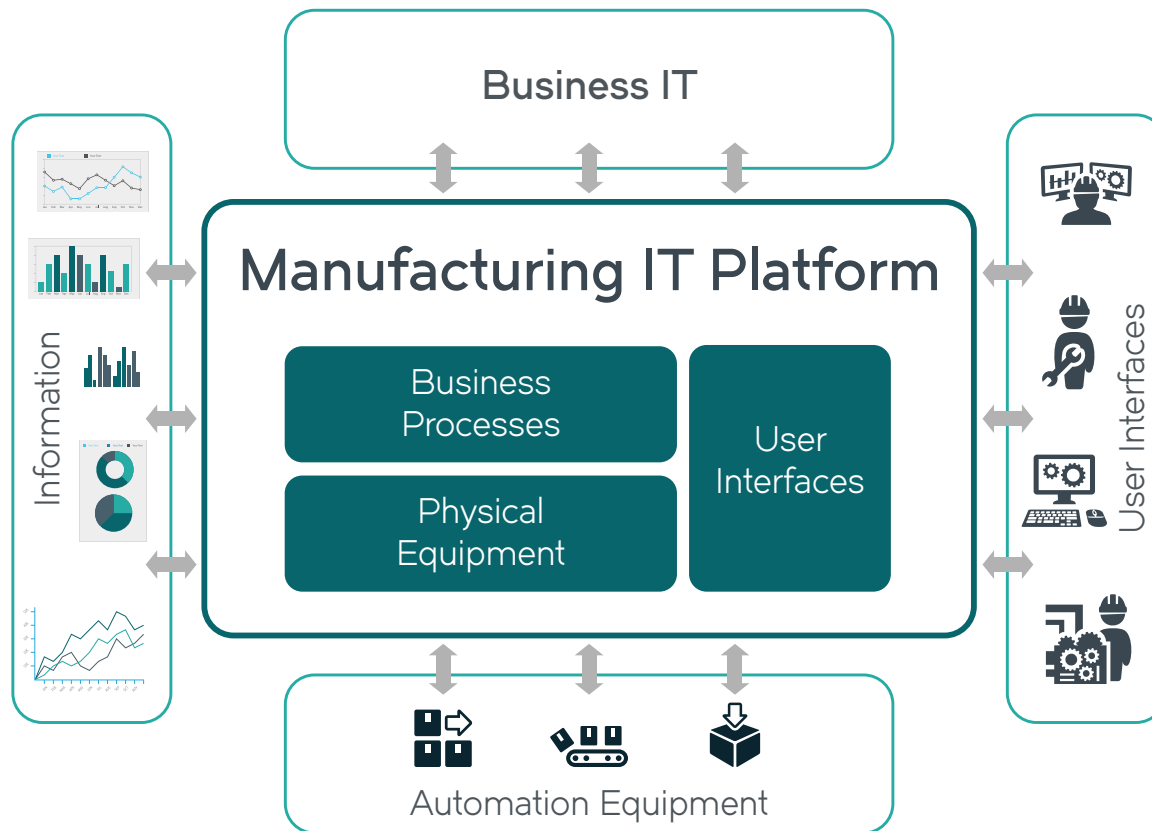 Business IT
Information
Manufacturing IT Platform
Business
Processes
Physical
Equipment
User
Interfaces
User Interfaces
Automation Equipment